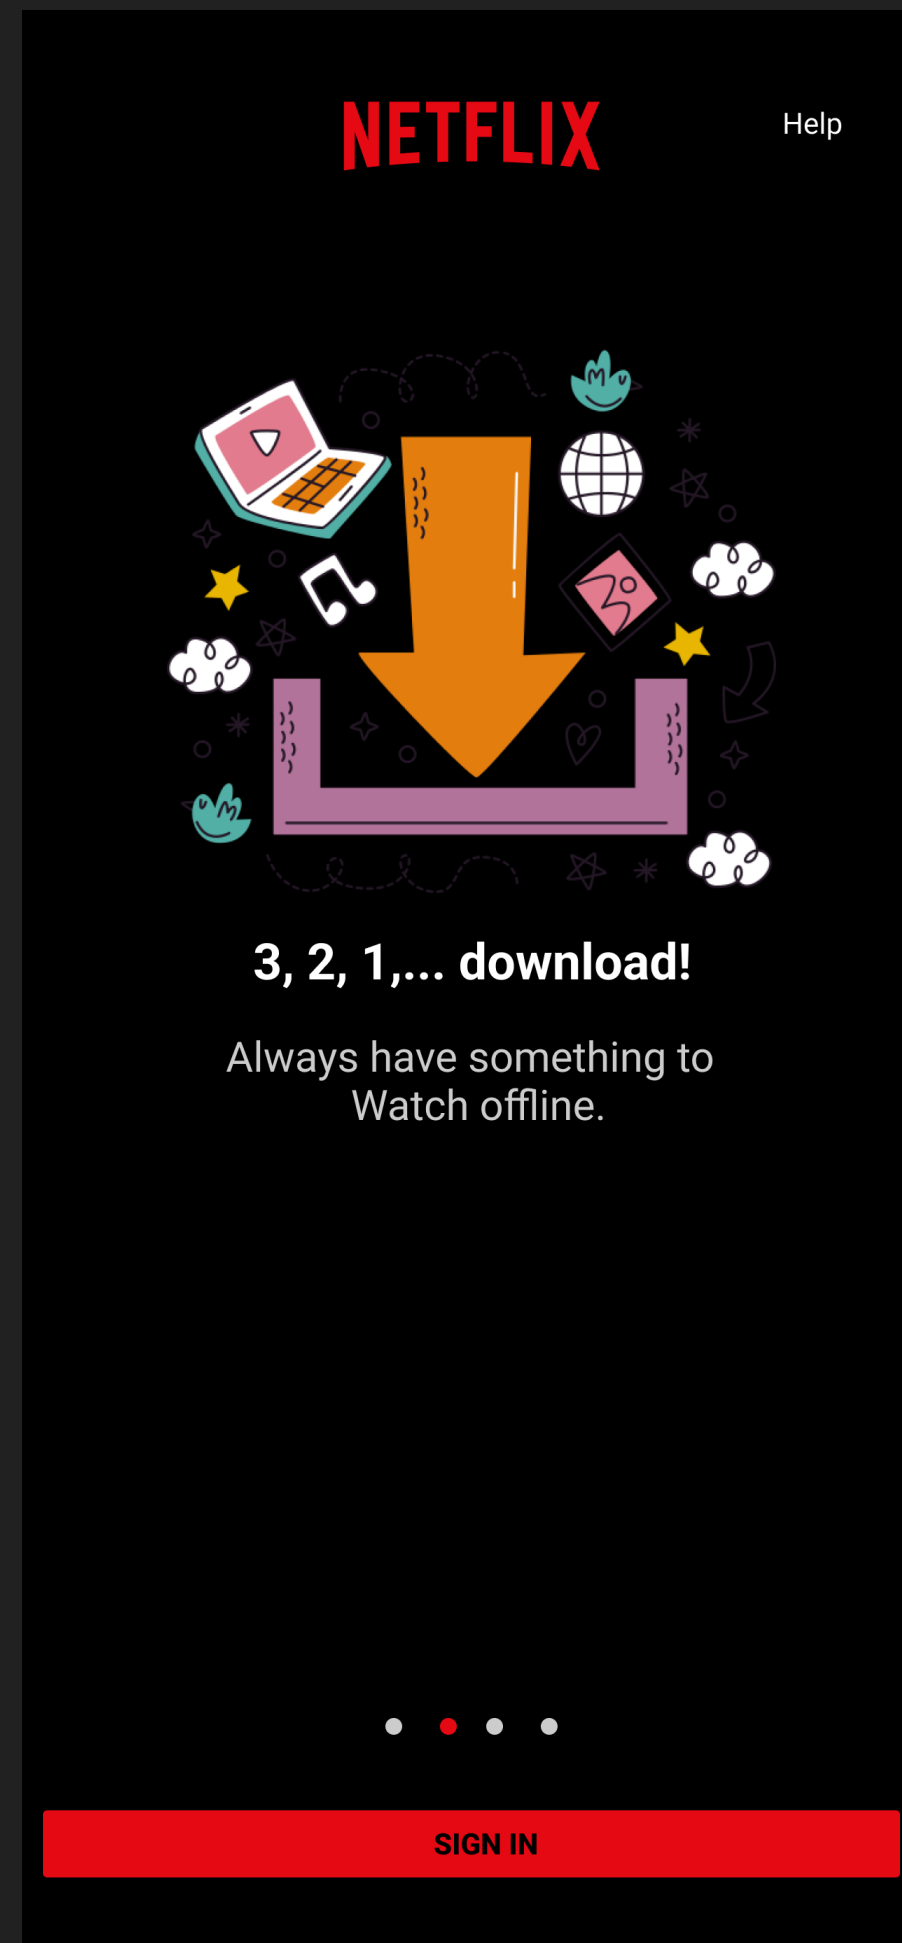 NETFLIX
Help
3, 2, 1,... download!
Always have something to
Watch offline.
SIGN IN